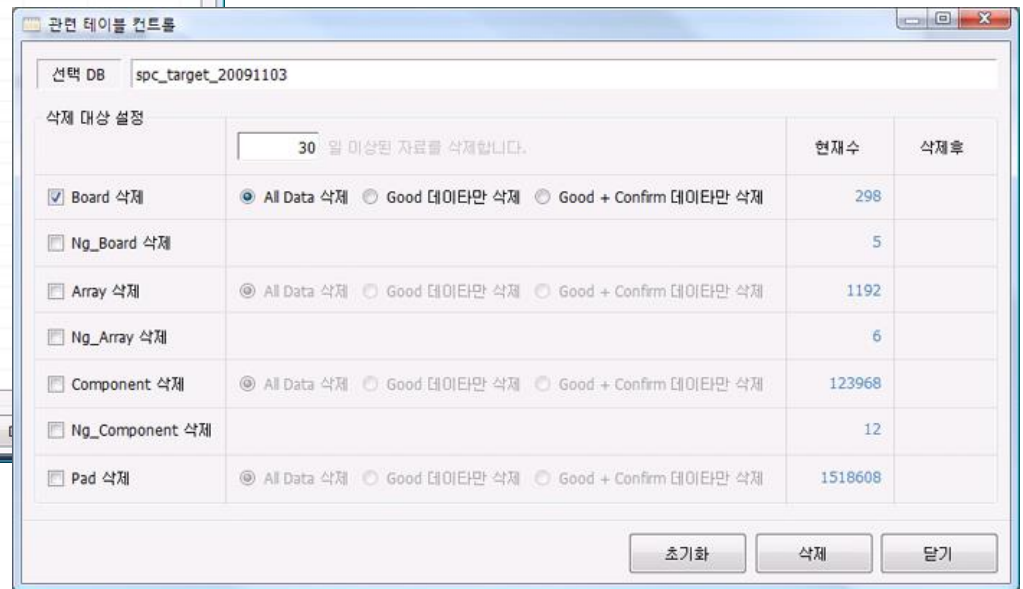 관련 테이블 컨트롤
선택 DB spc_target_20091103
삭제 대상 설정
30 일 이상된 자료를 삭제합니다. 현재수 삭제후
Board 삭제 All Data 삭제 Good 데이타만 삭제 Good + Confirm 데이타만 삭제 298
Ng_Board 삭제 5
Array 삭제 All Data 삭제 Good 데이타만 삭제 Good + Confirm 데이타만 삭제 1192
Ng_Array 삭제 6
Component 삭제 All Data 삭제 Good 데이타만 삭제 Good + Confirm 데이타만 삭제 123968
Ng_Component 삭제 12
Pad 삭제 All Data 삭제 Good 데이타만 삭제 Good + Confirm 데이타만 삭제 1518608
초기화 삭제 닫기